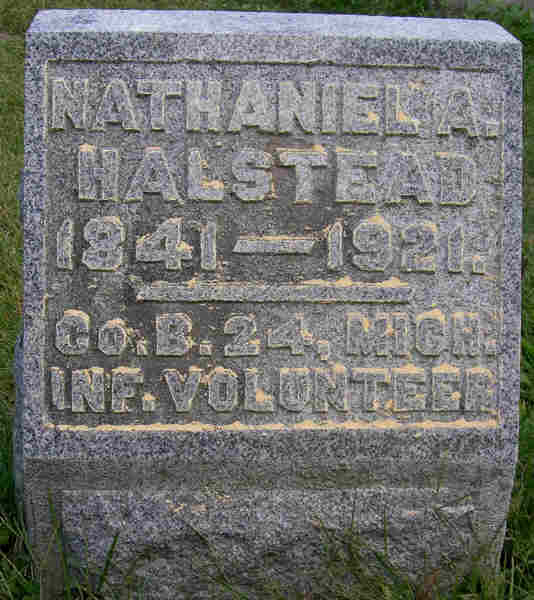 NATHANIEL A.
HALSTEAD
1841 — 1921.
Co. B. 24, MICH.
INF. VOLUNTEER